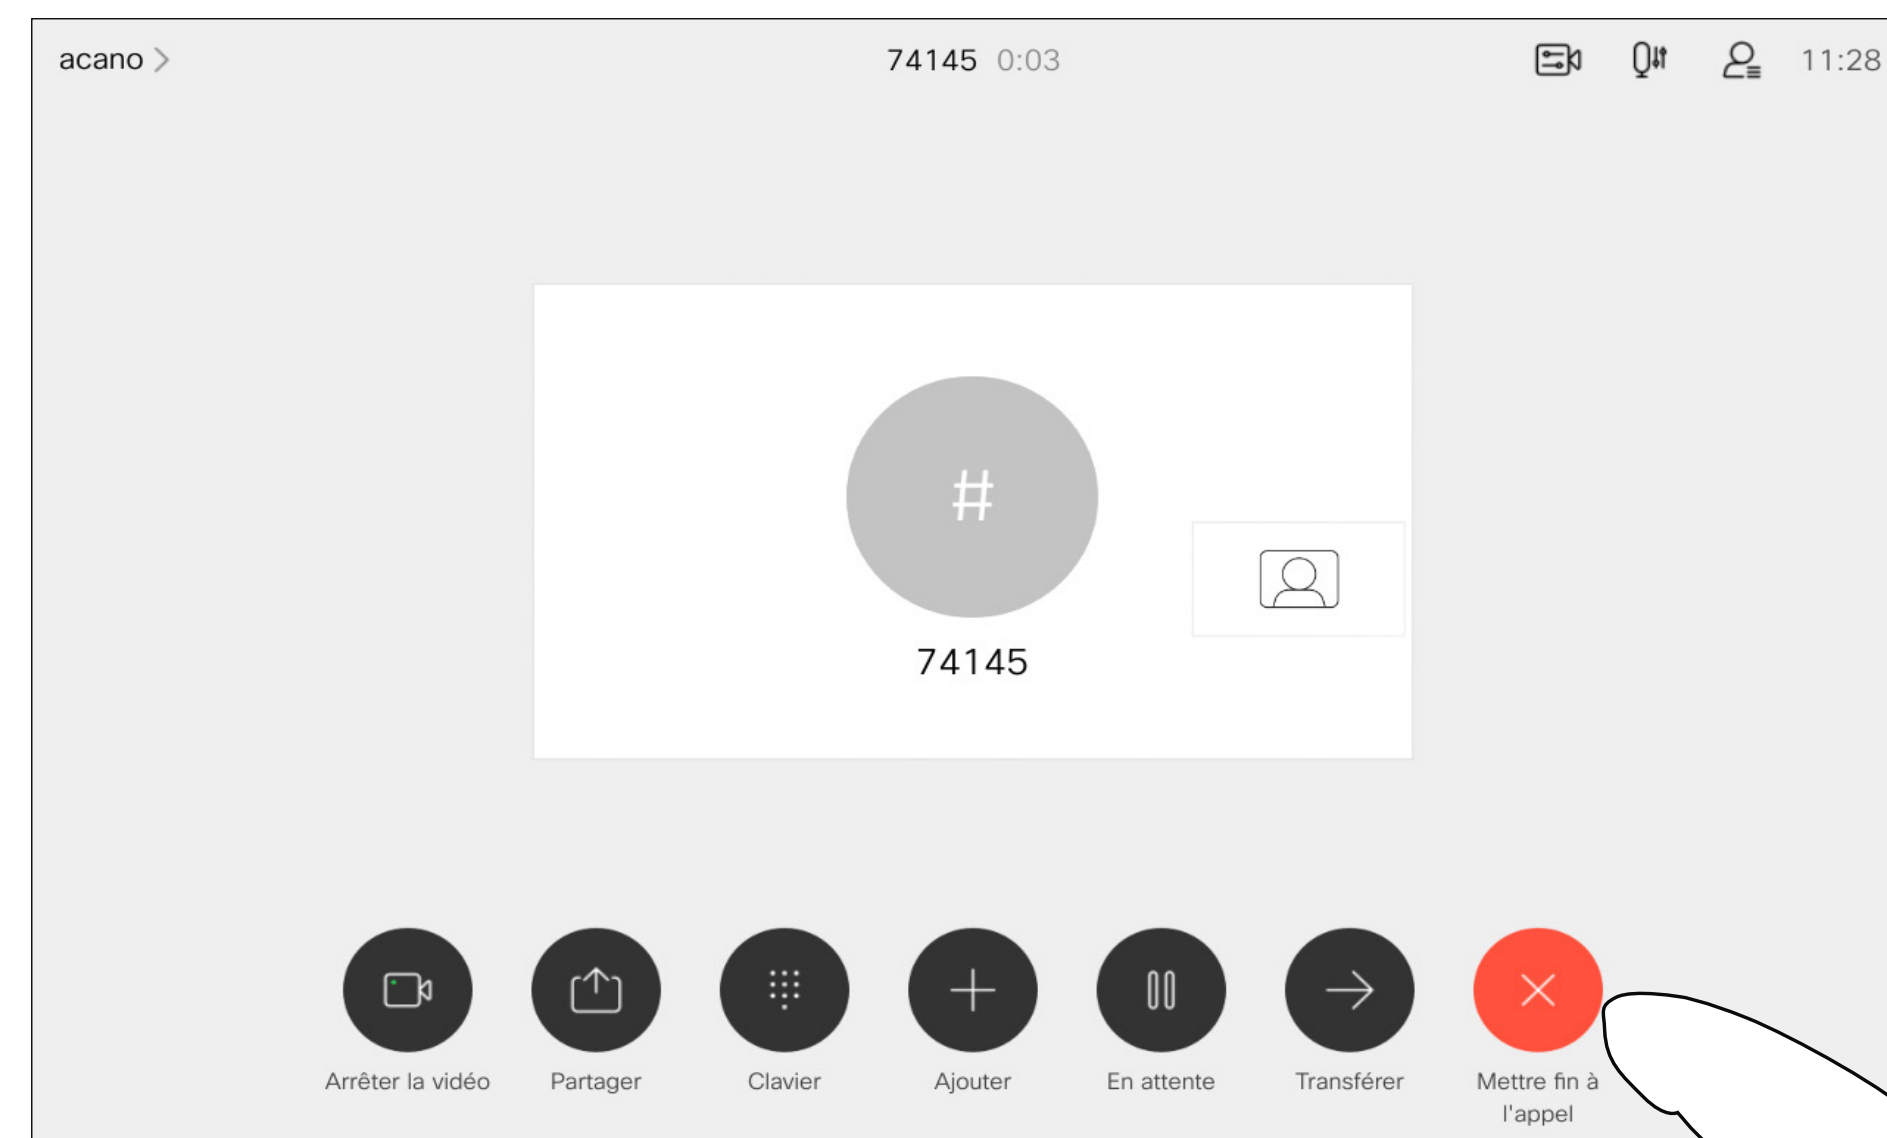 acano
74145 0:03
11:28
#
74145
Arrêter la vidéo
Partager
Clavier
Ajouter
En attente
Transférer
Mettre fin à
l'appel